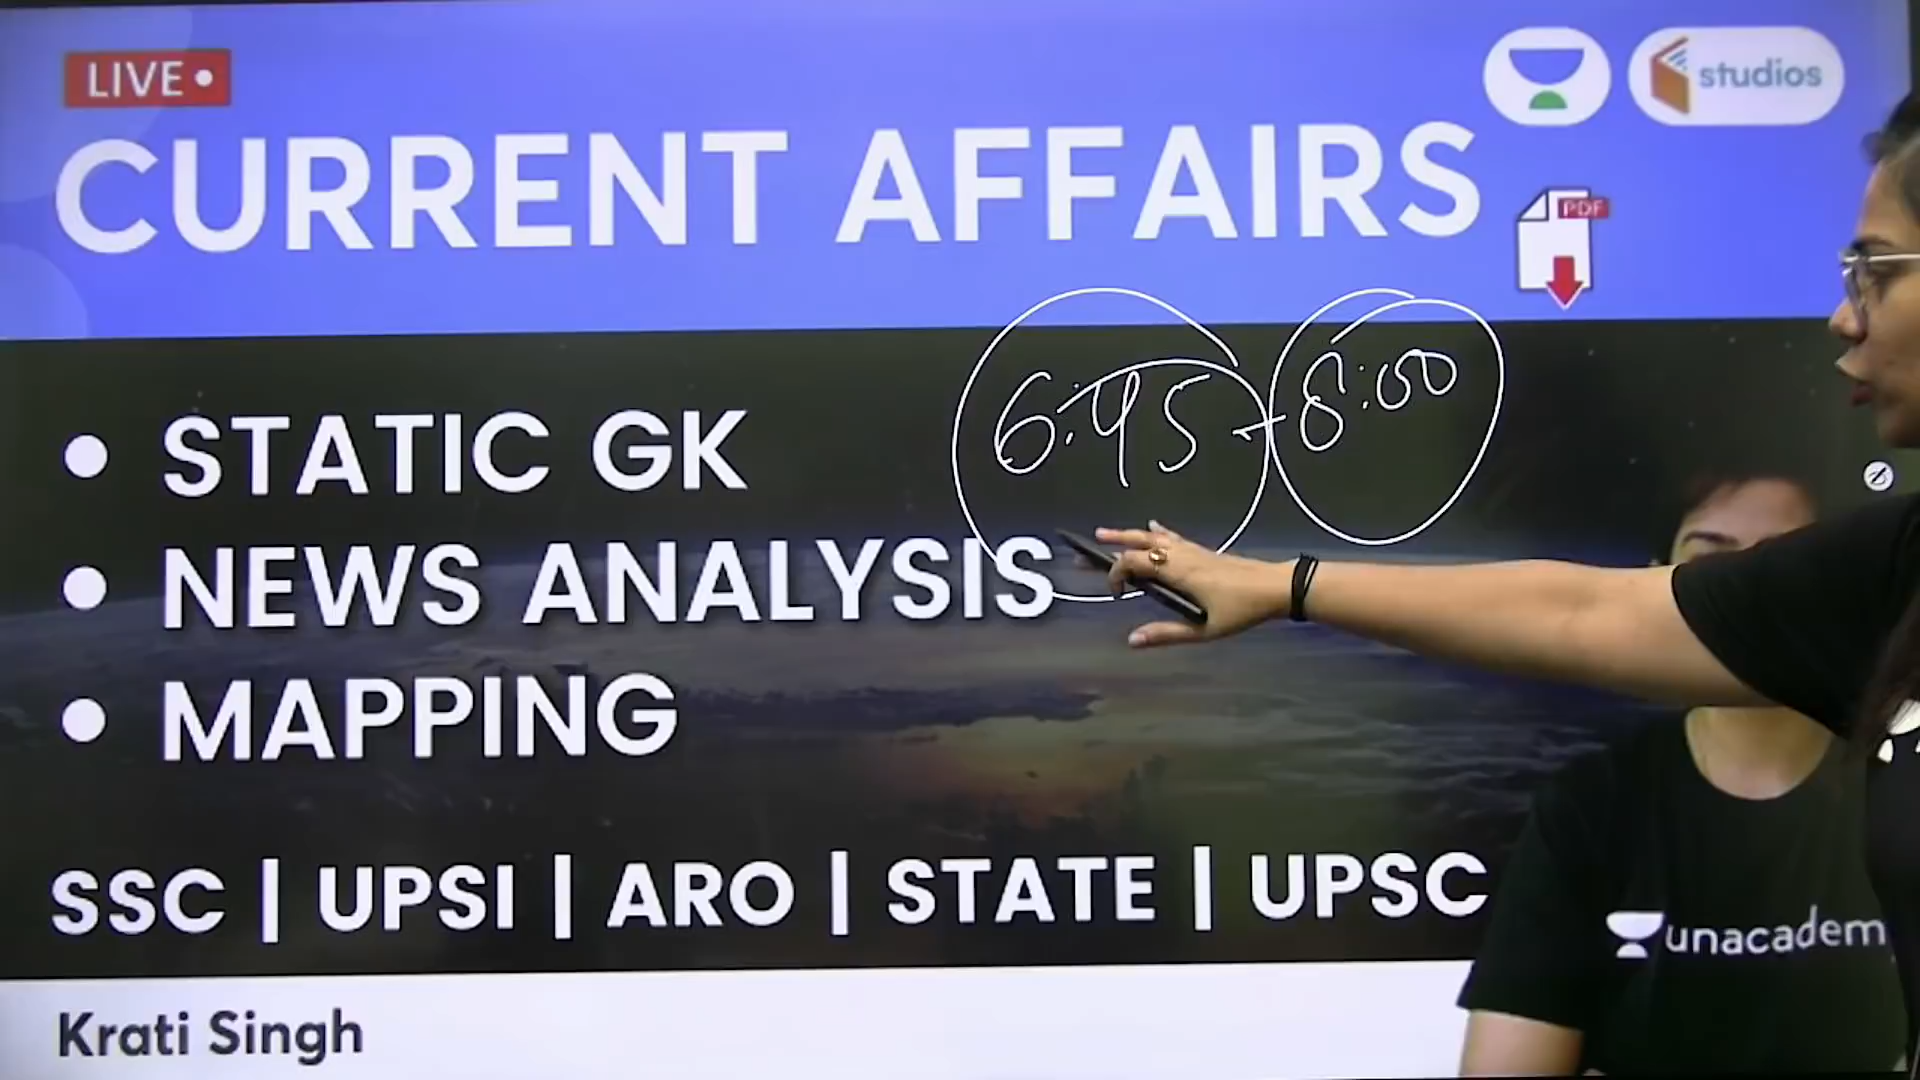 LIVE
studios
CURRENT AFFAIRS
PDF
6:45 - 8:00
• STATIC GK
• NEWS ANALYSIS
• MAPPING
SSC | UPSI | ARO | STATE | UPSC
unacadem
Krati Singh